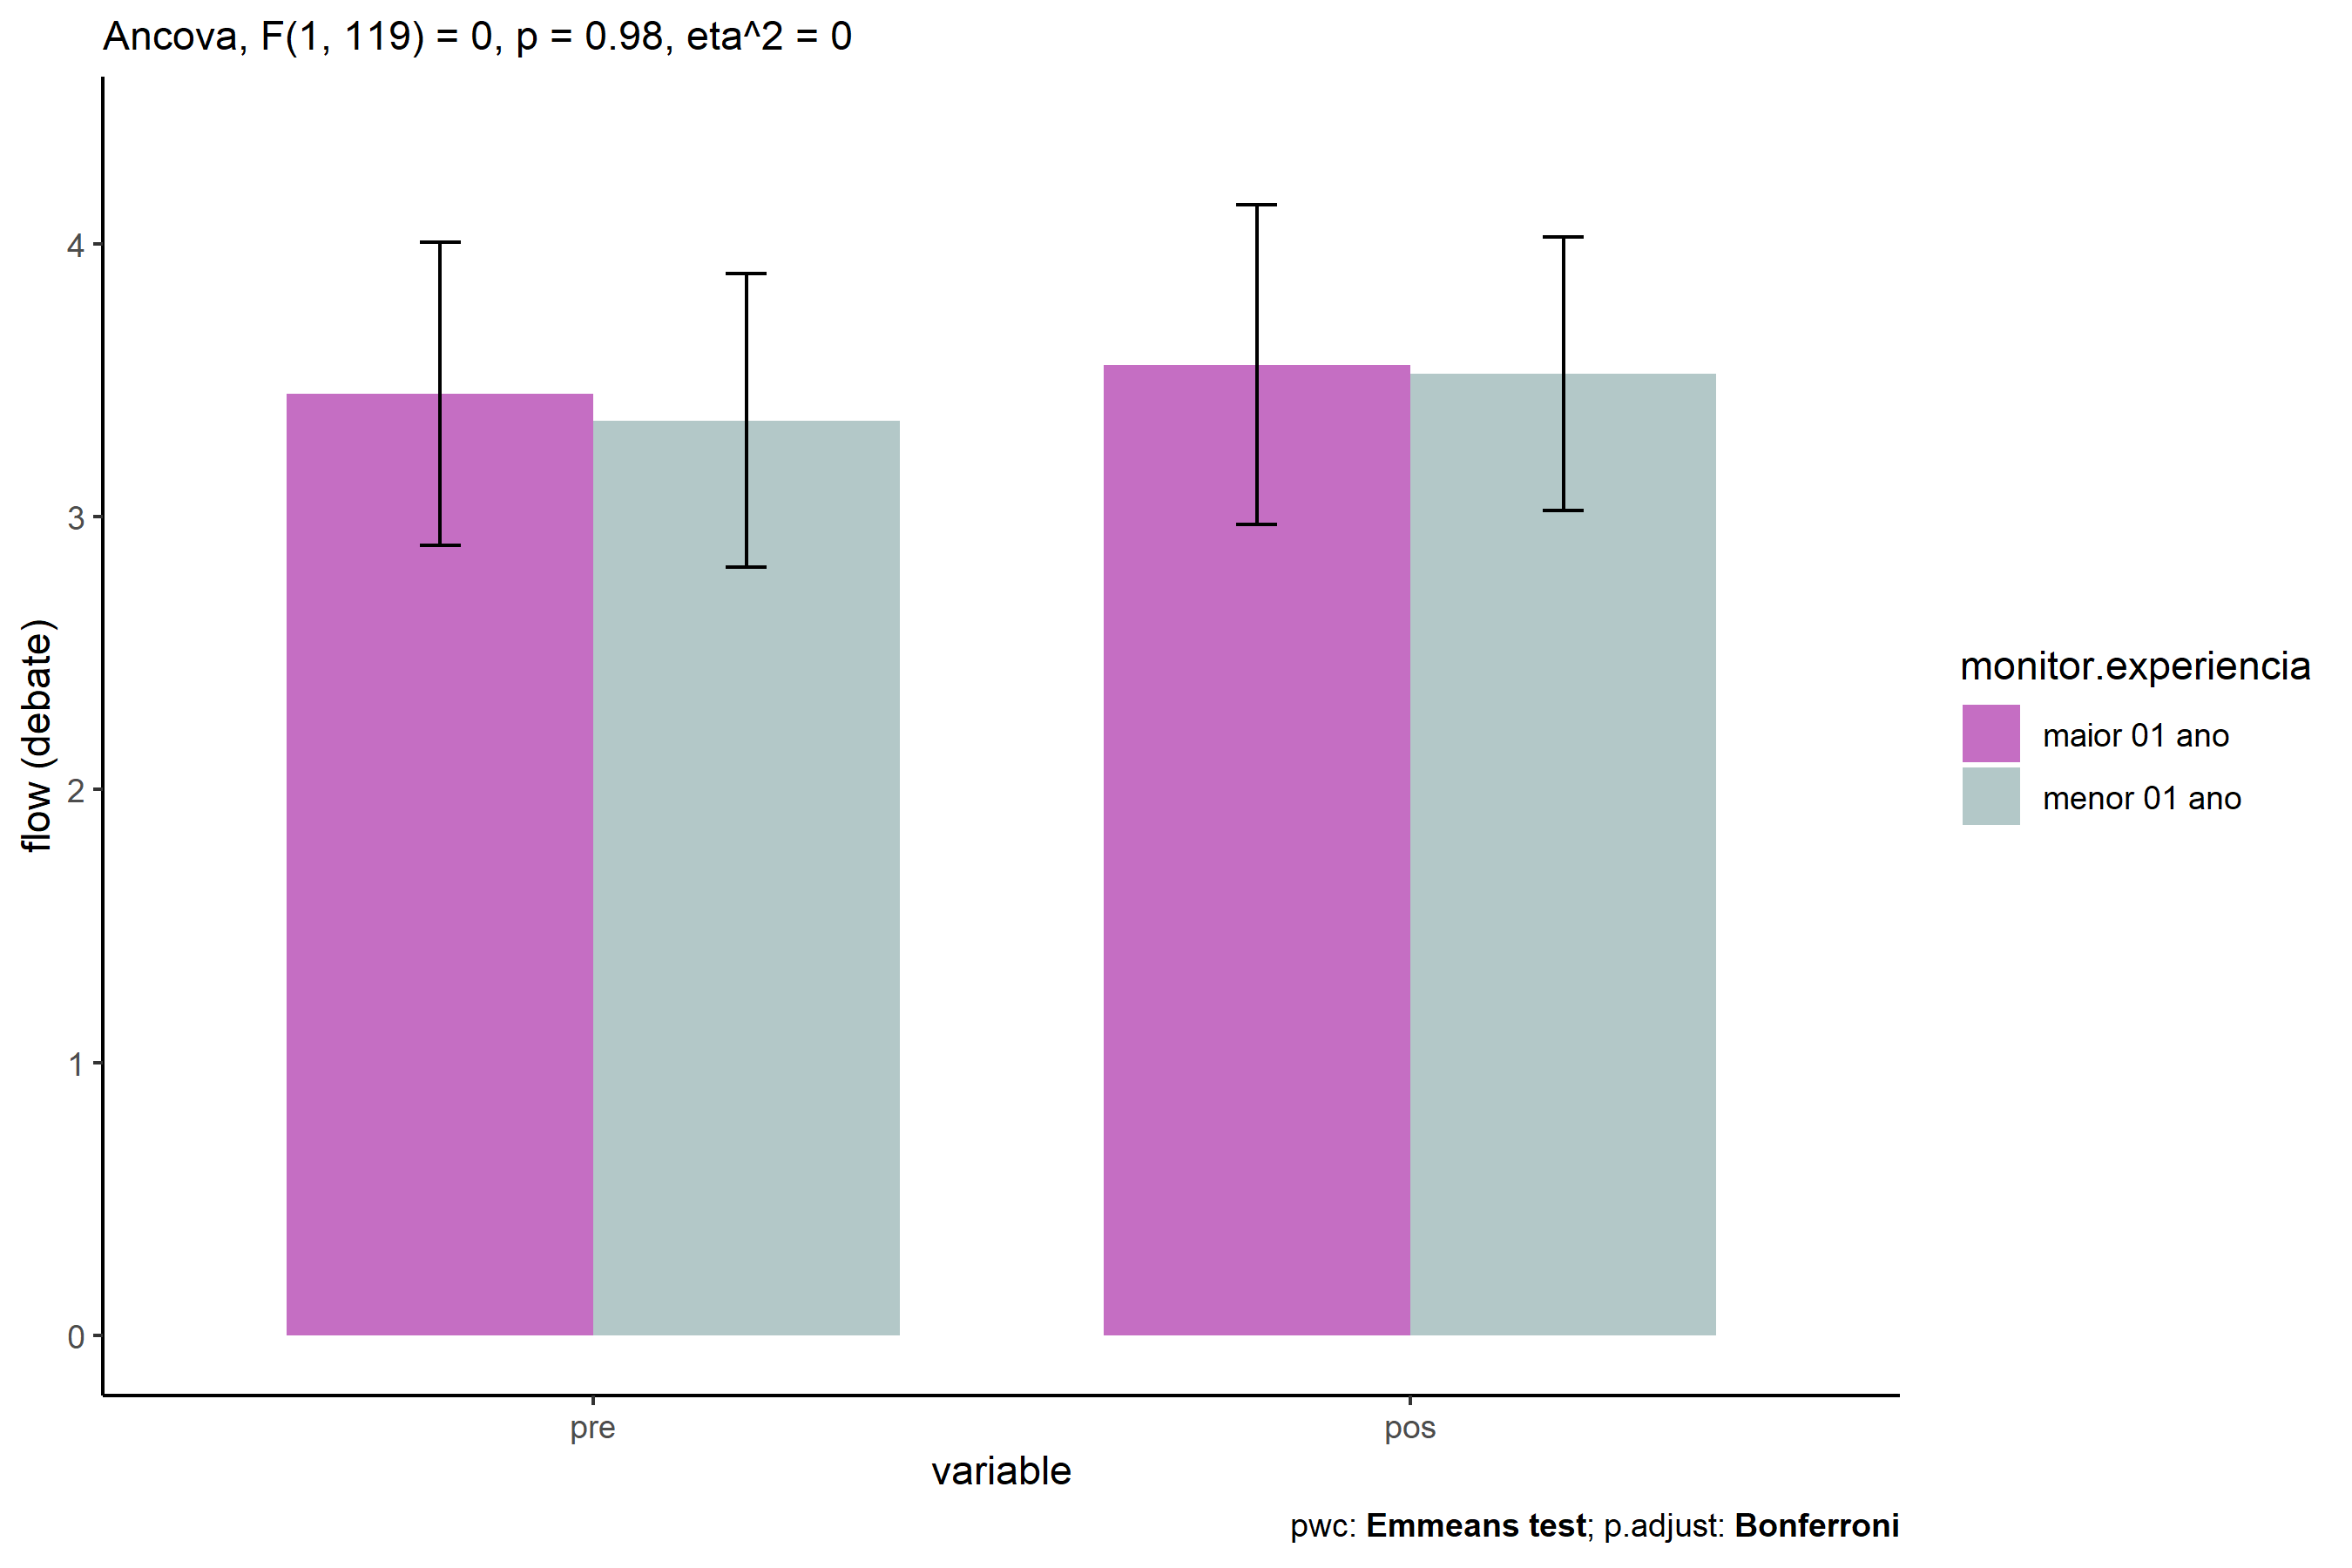 Ancova, F(1, 119) = 0, p = 0.98, eta^2 = 0
flow (debate)
4
3
2
1
0
pre
pos
variable
monitor.experiencia
maior 01 ano
menor 01 ano
pwc: Emmeans test; p.adjust: Bonferroni